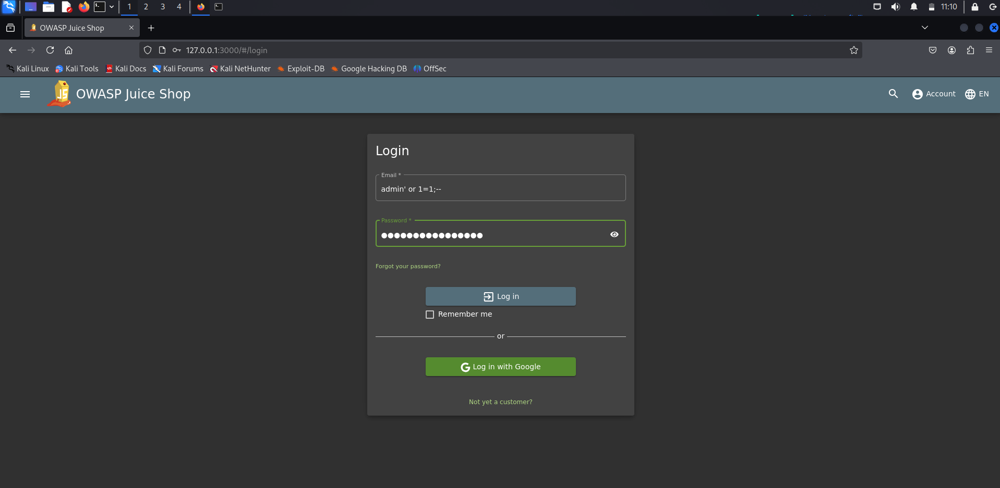 1 2 3 4 11:10
OWASP Juice Shop
127.0.0.1:3000/#/login
Kali Linux Kali Tools Kali Docs Kali Forums Kali NetHunter Exploit-DB Google Hacking DB OffSec
OWASP Juice Shop Account EN
Login
Email *
admin' or 1=1;--
Password *
Forgot your password?
Log in
Remember me
or
Log in with Google
Not yet a customer?